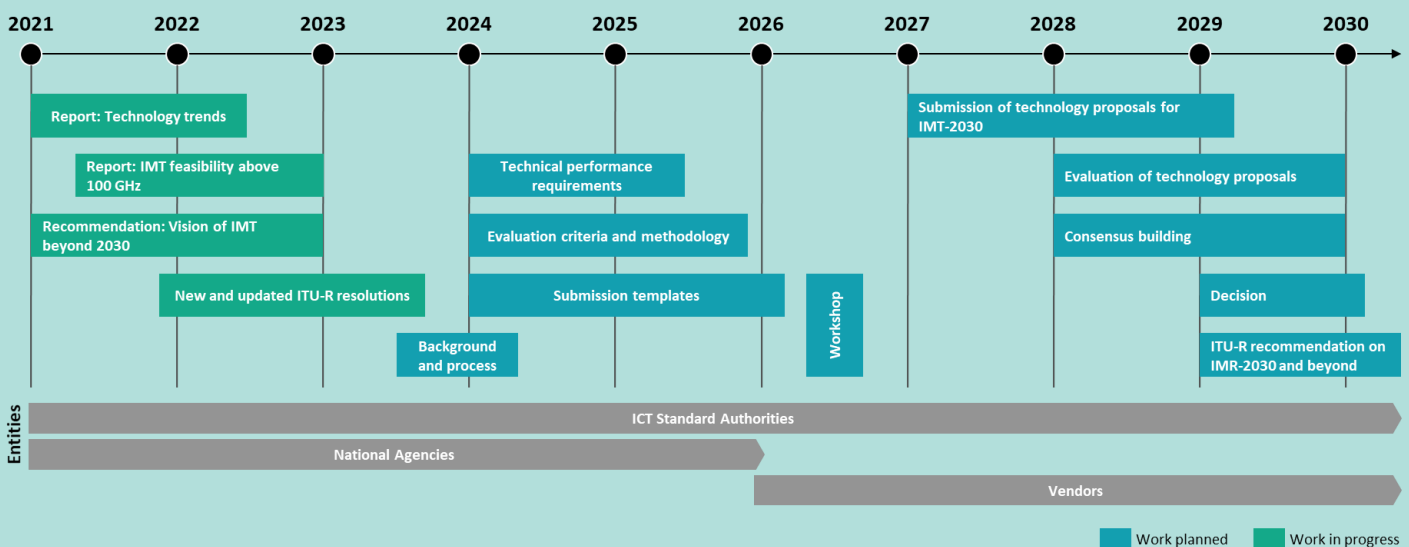 2021 2022 2023 2024 2025 2026 2027 2028 2029 2030
Report: Technology trends
Submission of technology proposals for
IMT-2030
Report: IMT feasibility above
100 GHz
Technical performance
requirements
Evaluation of technology proposals
Recommendation: Vision of IMT
beyond 2030
Evaluation criteria and methodology
Consensus building
New and updated ITU-R resolutions
Submission templates
Workshop
Decision
Background
and process
ITU-R recommendation on
IMR-2030 and beyond
Entities
ICT Standard Authorities
National Agencies
Vendors
Work planned
Work in progress